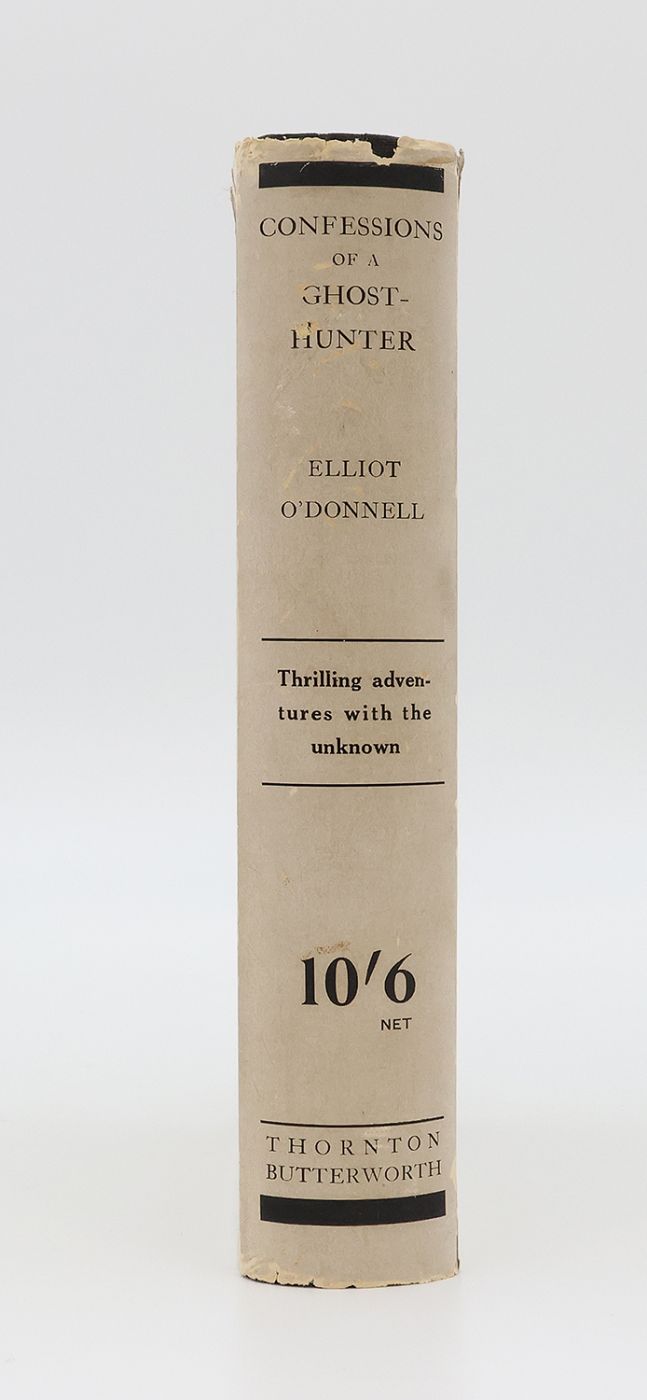 CONFESSIONS
OF A
GHOST-
HUNTER
ELLIOT
O'DONNELL
Thrilling adven-
tures with the
unknown
10/6
NET
THORNTON
BUTTERWORTH